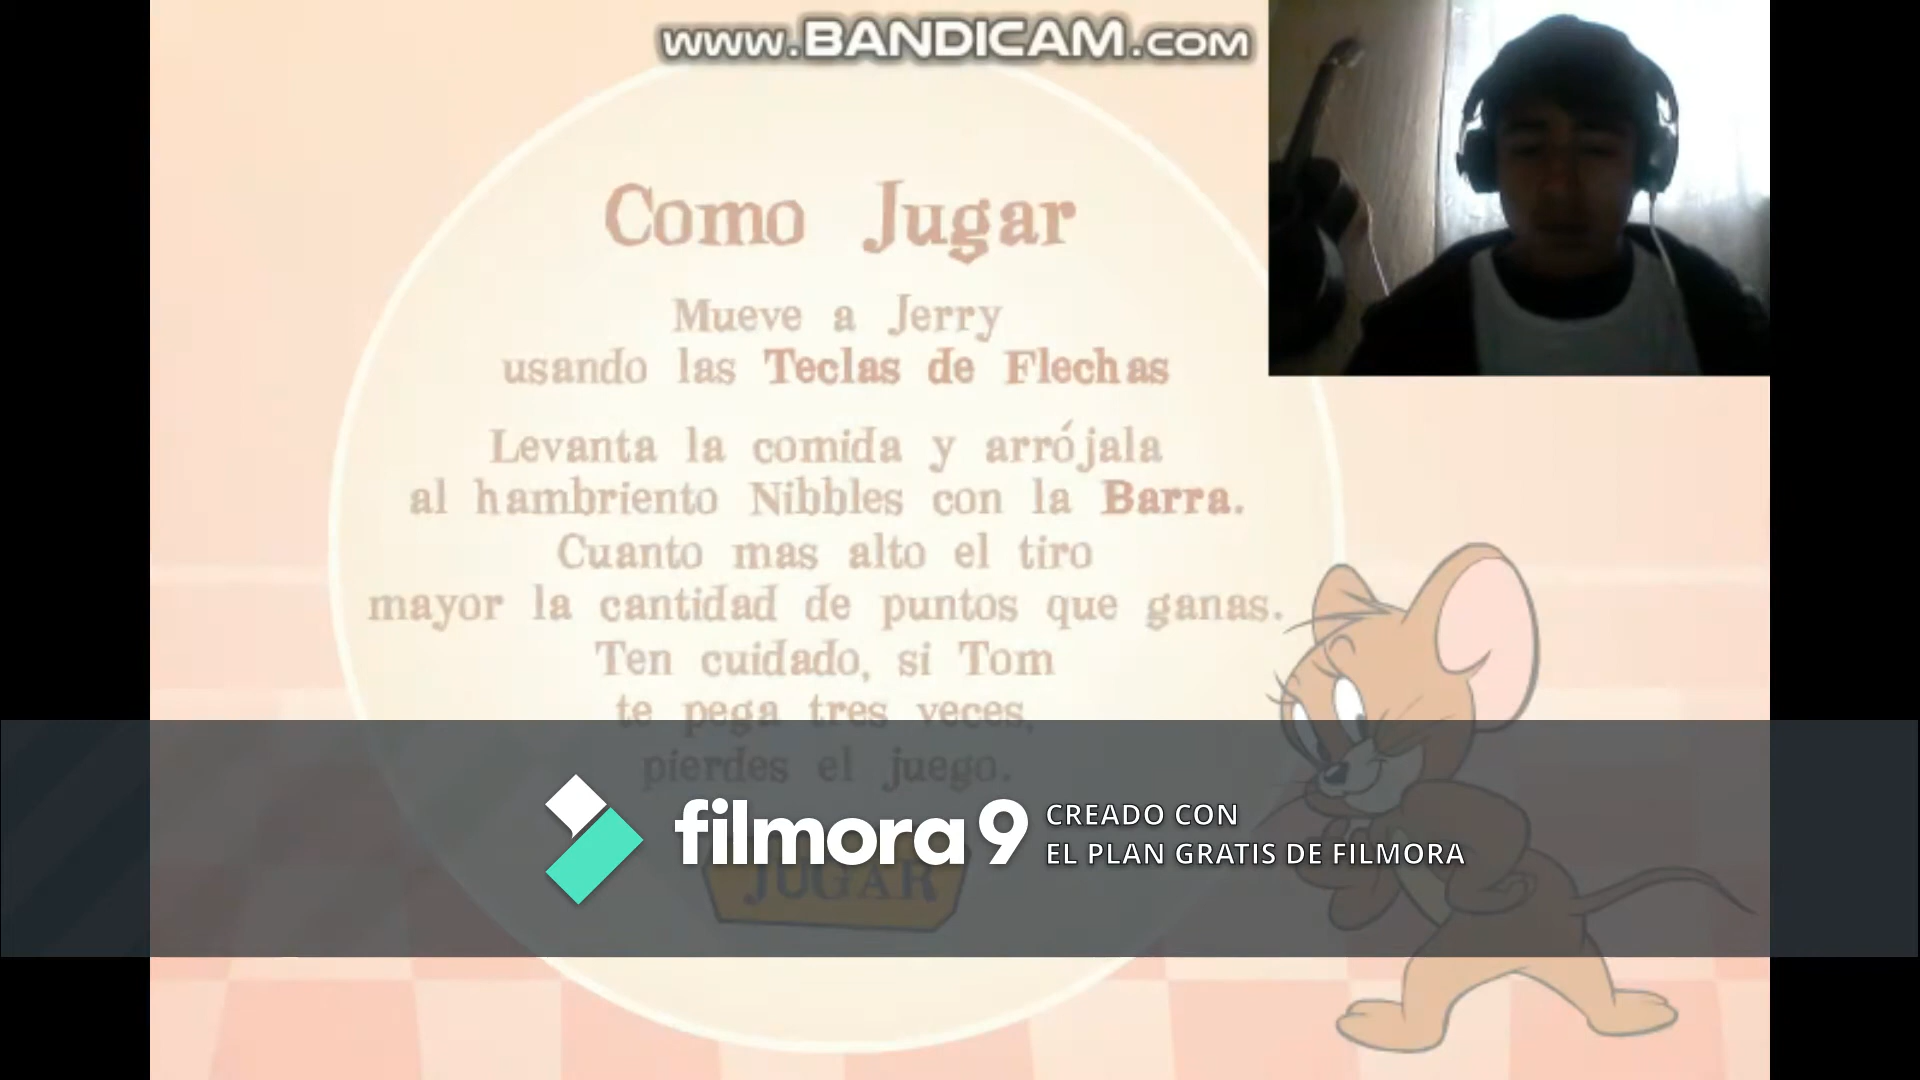 www.BANDICAM.com
Como Jugar
Mueve a Jerry
usando las Teclas de Flechas
Levanta la comida y arrójala
al hambriento Nibbles con la Barra.
Cuanto mas alto el tiro
mayor la cantidad de puntos que ganas.
Ten cuidado, si Tom
te pega tres veces,
pierdes el juego.
filmora9
CREADO CON
EL PLAN GRATIS DE FILMORA
JUGAR